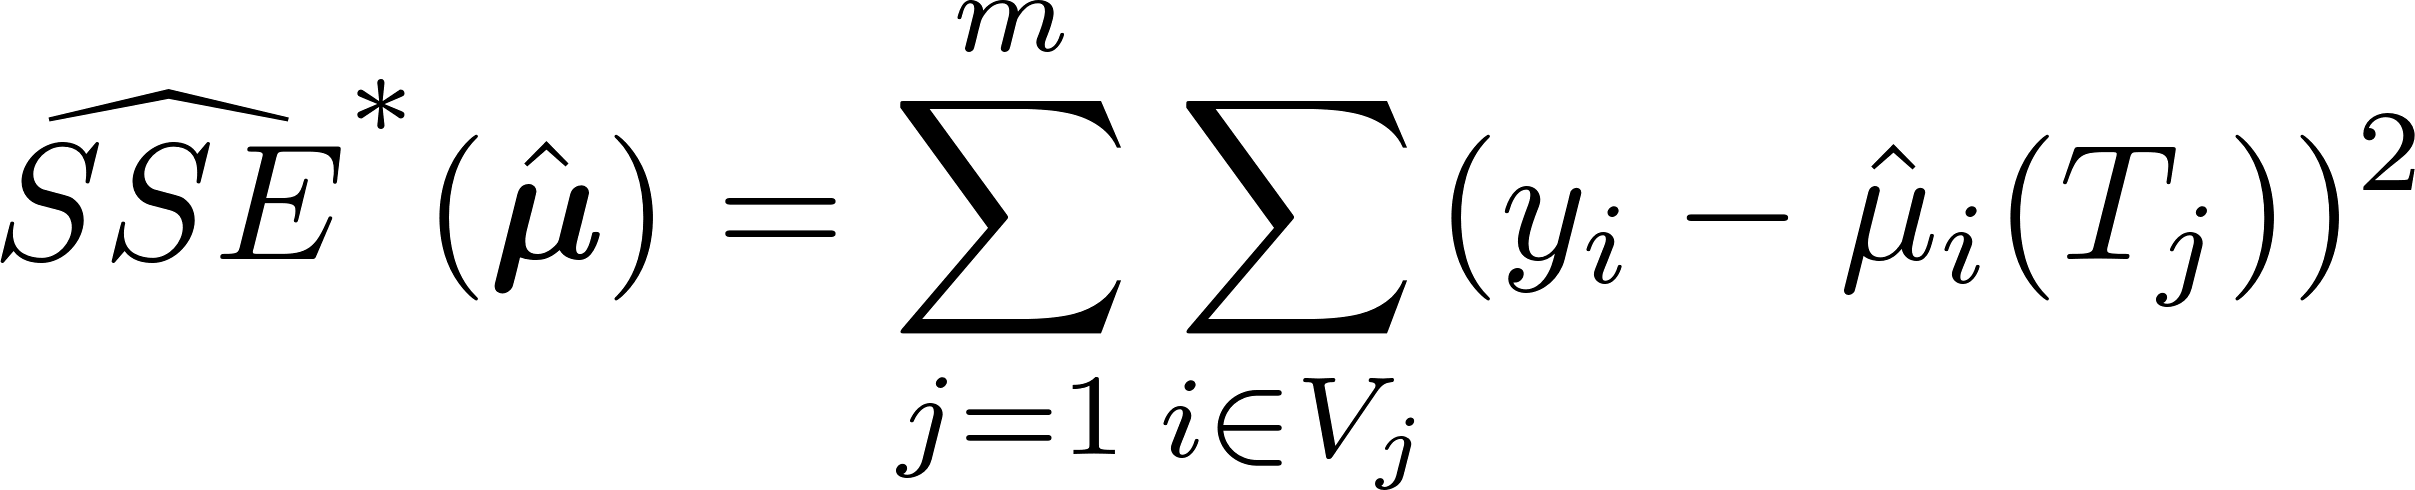 $\widehat{SSE}^{*}(\hat{\boldsymbol{\mu}}) = \sum_{j=1}^{m} \sum_{i \in V_j} (y_i - \hat{\mu}_i(T_j))^2$